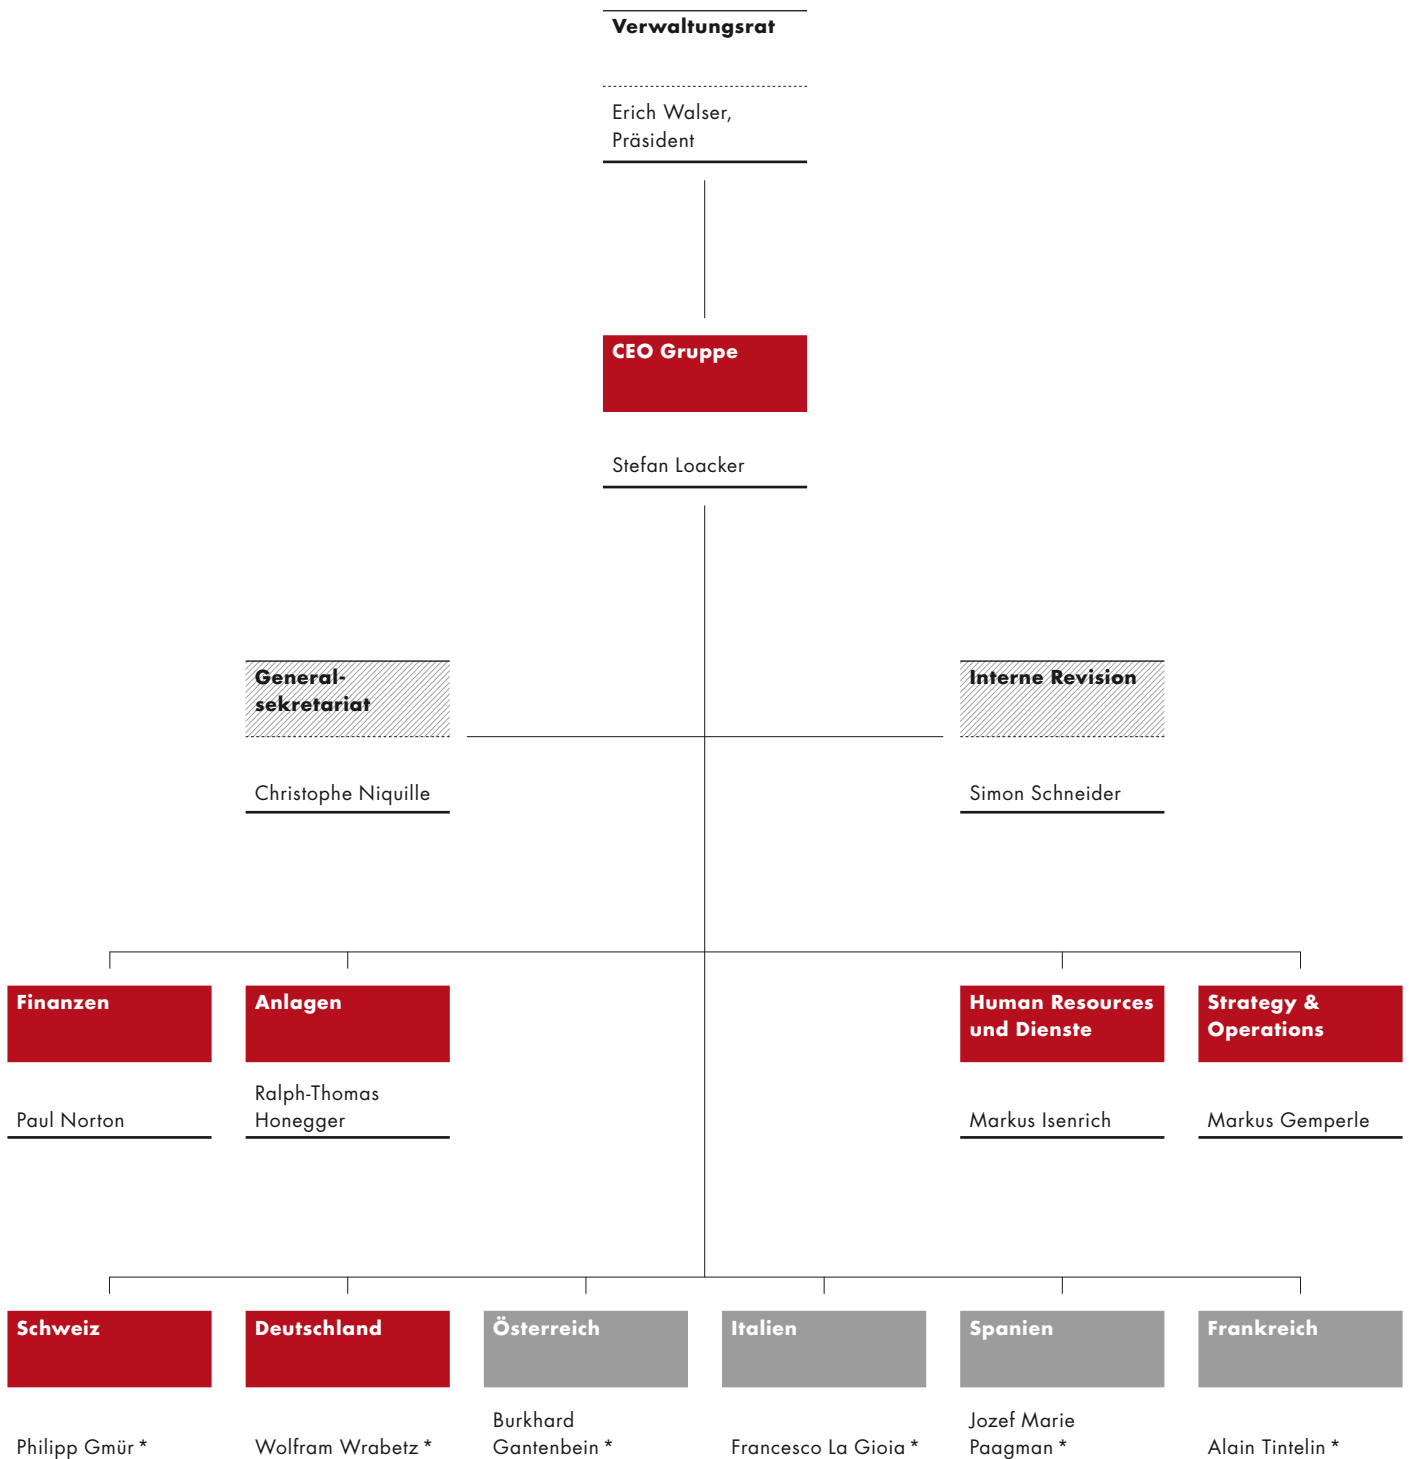 Verwaltungsrat
Erich Walser,
Präsident
CEO Gruppe
Stefan Loacker
General-
sekretariat
Christophe Niquille
Interne Revision
Simon Schneider
Finanzen
Paul Norton
Anlagen
Ralph-Thomas
Honegger
Human Resources
und Dienste
Markus Isenrich
Strategy &
Operations
Markus Gemperle
Schweiz
Philipp Gmür *
Deutschland
Wolfram Wrabetz *
Österreich
Burkhard
Gantenbein *
Italien
Francesco La Gioia *
Spanien
Jozef Marie
Paagman *
Frankreich
Alain Tintelin *